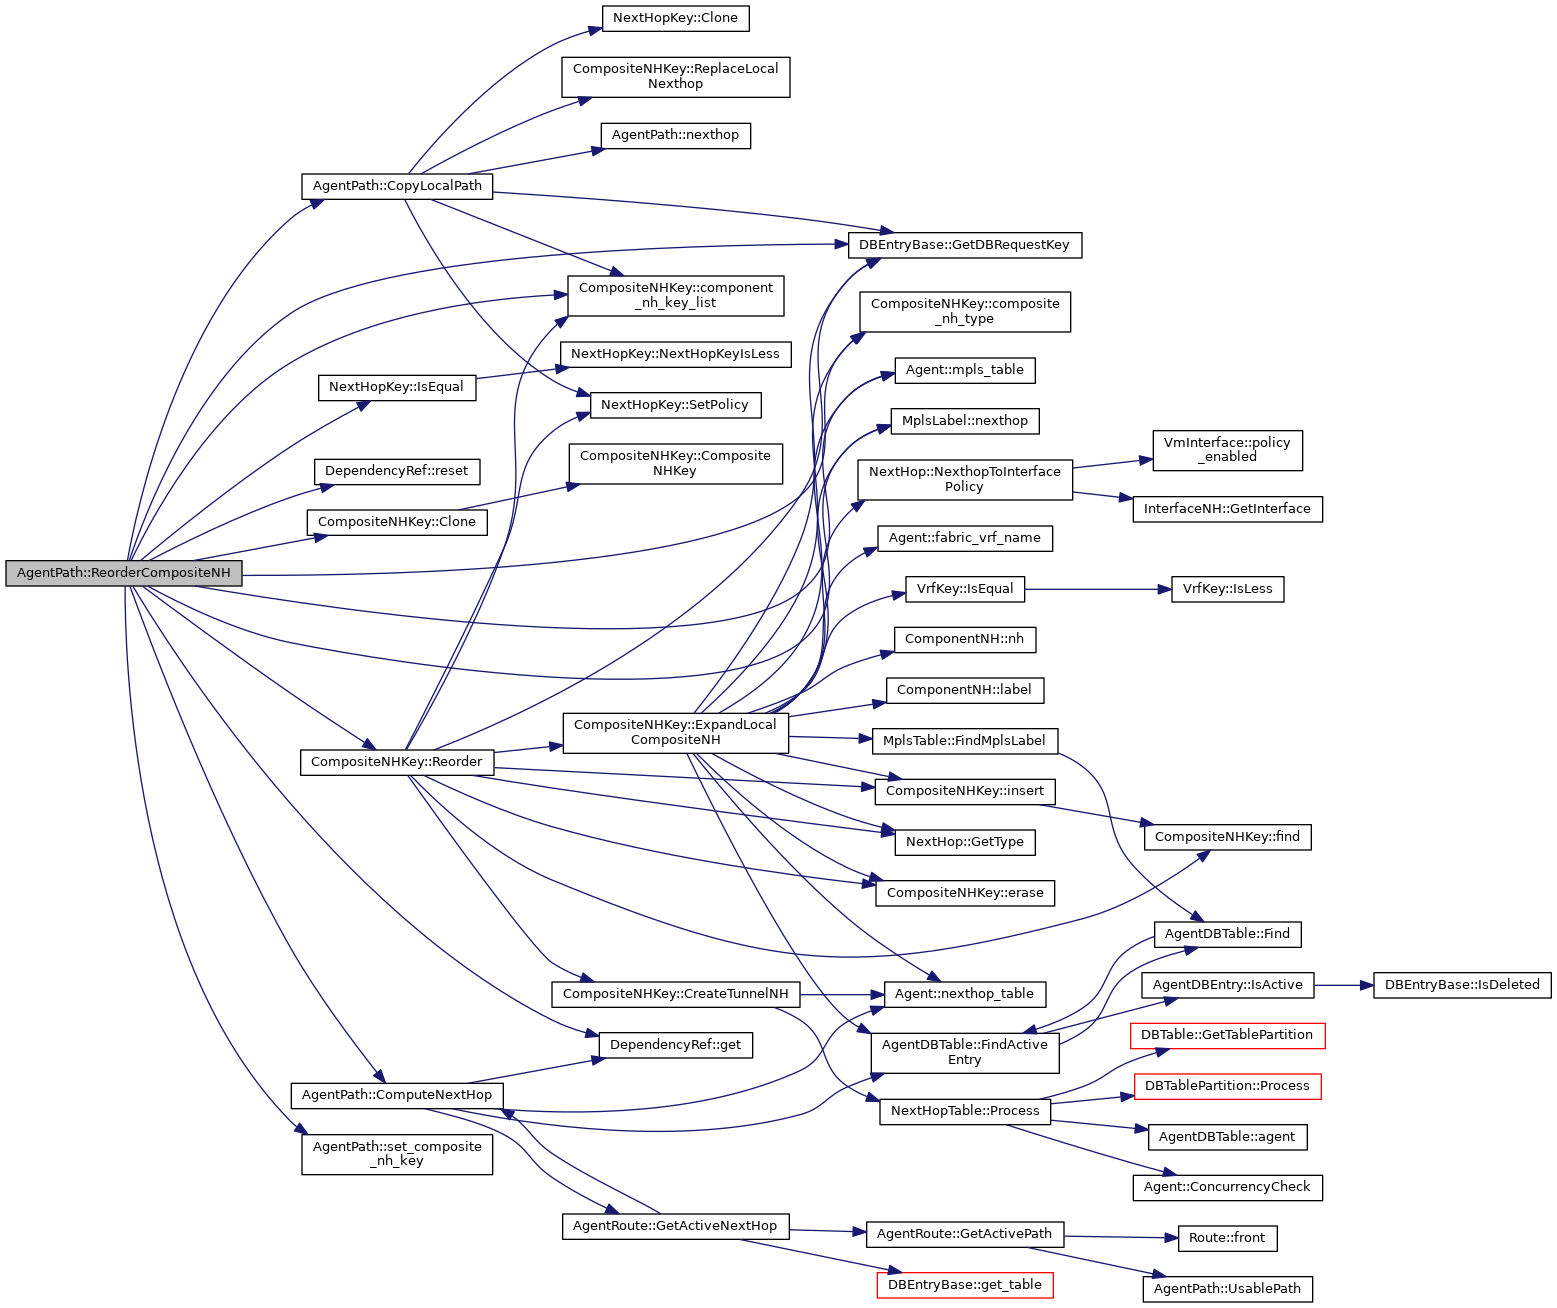 NextHopKey::Clone
CompositeNHKey::ReplaceLocal
Nexthop
AgentPath::nexthop
AgentPath::CopyLocalPath
DBEntryBase::GetDBRequestKey
CompositeNHKey::component
_nh_key_list
CompositeNHKey::composite
_nh_type
NextHopKey::NextHopKeyIsLess
Agent::mpls_table
NextHopKey::IsEqual
NextHopKey::SetPolicy
MplsLabel::nexthop
VmInterface::policy
_enabled
CompositeNHKey::Composite
NHKey
DependencyRef::reset
NextHop::NexthopToInterface
Policy
InterfaceNH::GetInterface
CompositeNHKey::Clone
Agent::fabric_vrf_name
AgentPath::ReorderCompositeNH
VrfKey::IsEqual
VrfKey::IsLess
ComponentNH::nh
ComponentNH::label
CompositeNHKey::ExpandLocal
CompositeNH
MplsTable::FindMplsLabel
CompositeNHKey::Reorder
CompositeNHKey::insert
CompositeNHKey::find
NextHop::GetType
CompositeNHKey::erase
AgentDBTable::Find
AgentDBEntry::IsActive
DBEntryBase::IsDeleted
CompositeNHKey::CreateTunnelNH
Agent::nexthop_table
DBTable::GetTablePartition
DependencyRef::get
AgentDBTable::FindActive
Entry
DBTablePartition::Process
AgentPath::ComputeNextHop
NextHopTable::Process
AgentDBTable::agent
AgentPath::set_composite
_nh_key
Agent::ConcurrencyCheck
AgentRoute::GetActiveNextHop
AgentRoute::GetActivePath
Route::front
DBEntryBase::get_table
AgentPath::UsablePath